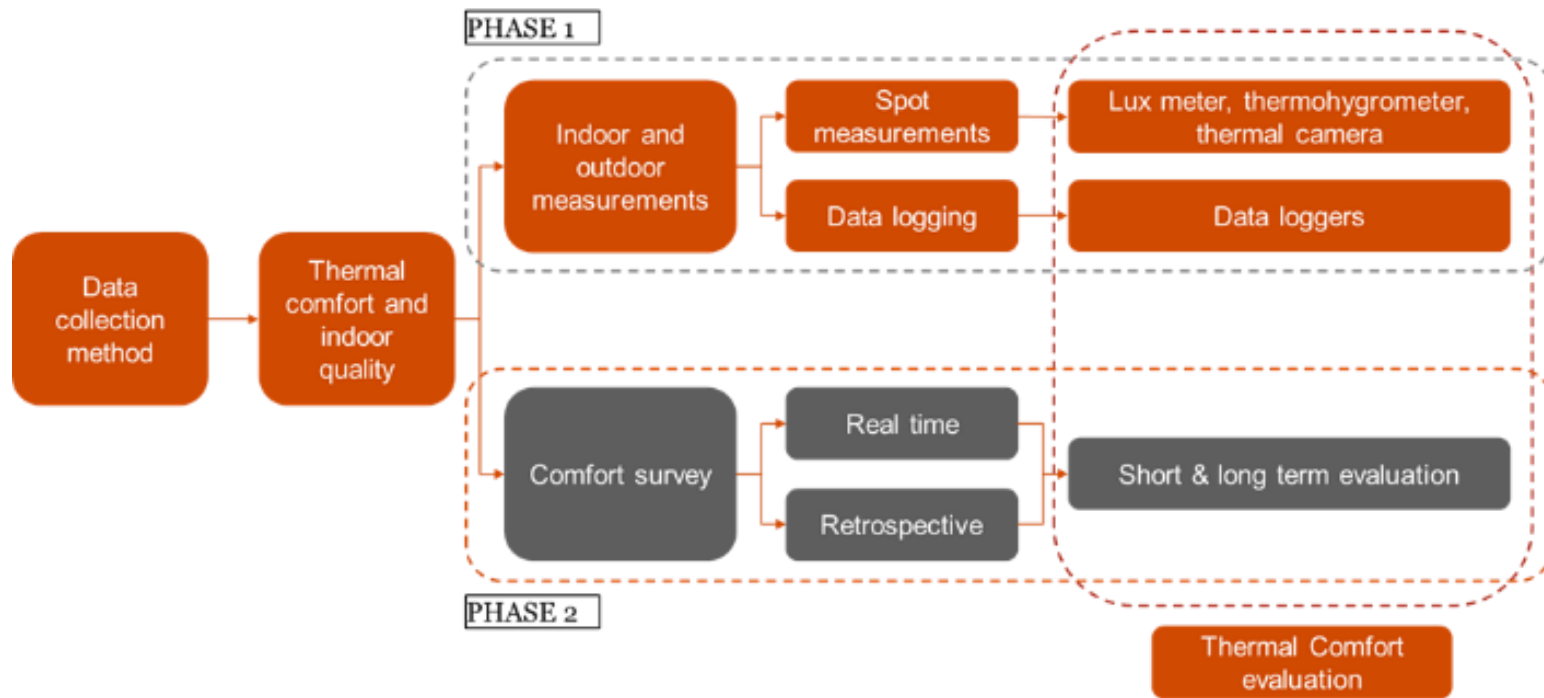 PHASE 1
Indoor and
outdoor
measurements
Spot
measurements
Lux meter, thermohygrometer,
thermal camera
Data logging
Data loggers
Data
collection
method
Thermal
comfort and
indoor
quality
Comfort survey
Real time
Retrospective
Short & long term evaluation
PHASE 2
Thermal Comfort
evaluation